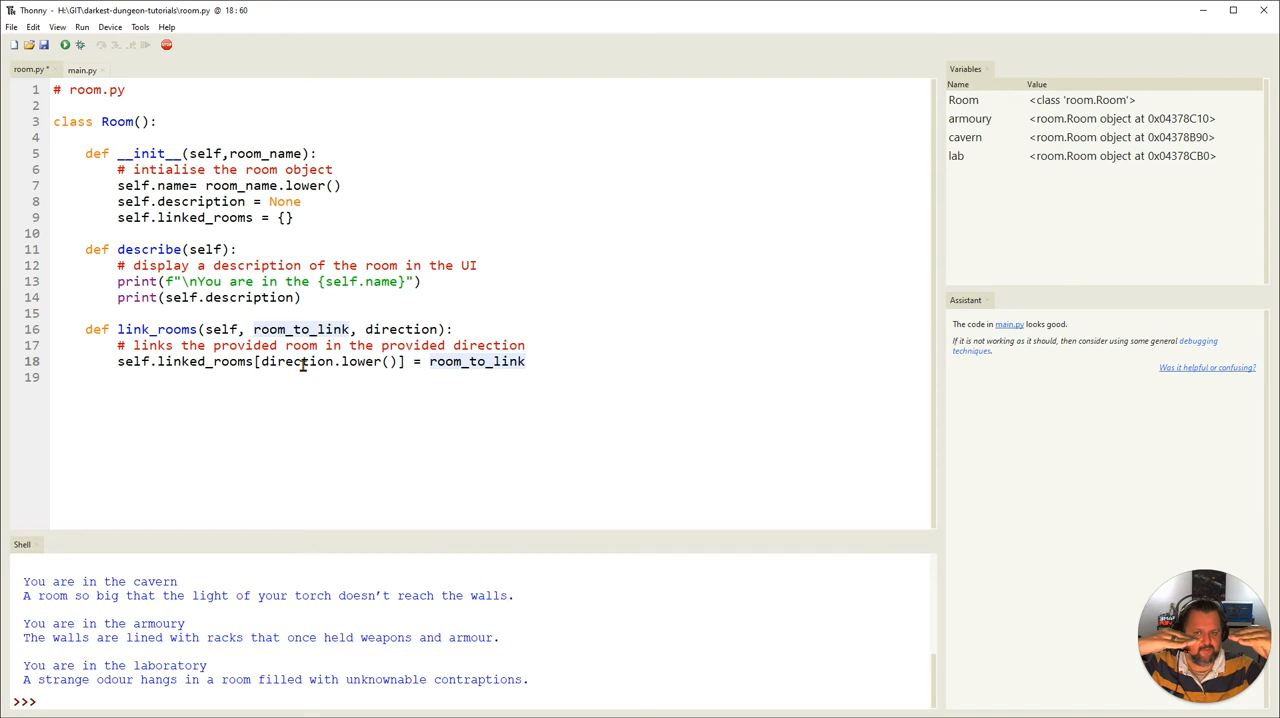 Thonny - H:\GIT\darkest-dungeon-tutorials\room.py @ 18 : 60
File Edit View Run Device Tools Help
STOP
room.py * × main.py ×
1 # room.py
2
3 class Room():
4
5 def __init__(self,room_name):
6 # intialise the room object
7 self.name= room_name.lower()
8 self.description = None
9 self.linked_rooms = {}
10
11 def describe(self):
12 # display a description of the room in the UI
13 print(f"\nYou are in the {self.name}")
14 print(self.description)
15
16 def link_rooms(self, room_to_link, direction):
17 # links the provided room in the provided direction
18 self.linked_rooms[direction.lower()] = room_to_link
19
Shell
You are in the cavern
A room so big that the light of your torch doesn’t reach the walls.
You are in the armoury
The walls are lined with racks that once held weapons and armour.
You are in the laboratory
A strange odour hangs in a room filled with unknownable contraptions.
>>>
Variables
Name Value
Room <class 'room.Room'>
armoury <room.Room object at 0x04378C10>
cavern <room.Room object at 0x04378B90>
lab <room.Room object at 0x04378CB0>
Assistant
The code in main.py looks good.
If it is not working as it should, then consider using some general debugging
techniques.
Was it helpful or confusing?